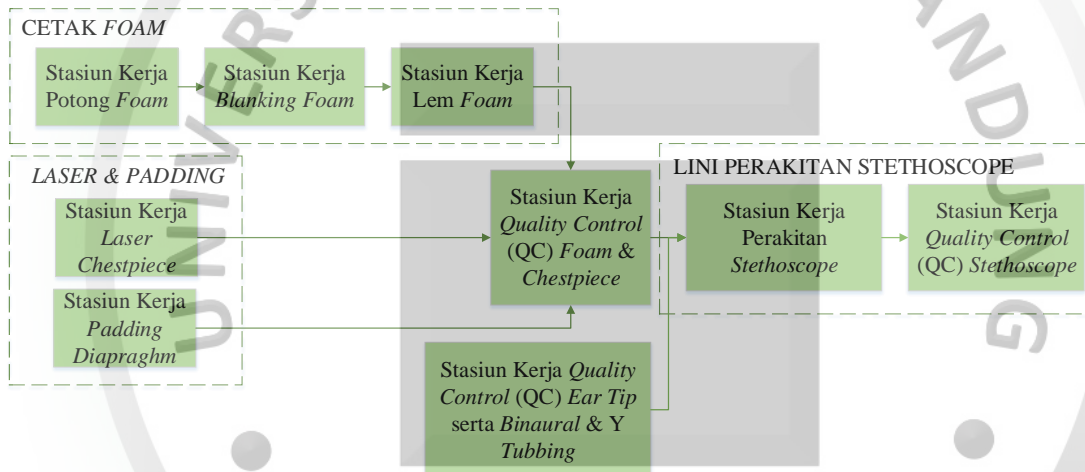 CETAK FOAM
Stasiun Kerja
Potong Foam
Stasiun Kerja
Blanking Foam
Stasiun Kerja
Lem Foam
LASER & PADDING
Stasiun Kerja
Laser
Chestpiece
Stasiun Kerja
Padding
Diapraghm
Stasiun Kerja
Quality Control
(QC) Foam &
Chestpiece
Stasiun Kerja Quality
Control (QC) Ear Tip
serta Binaural & Y
Tubbing
LINI PERAKITAN STETHOSCOPE
Stasiun Kerja
Perakitan
Stethoscope
Stasiun Kerja
Quality Control
(QC) Stethoscope
UNIVERS
ANDUNG